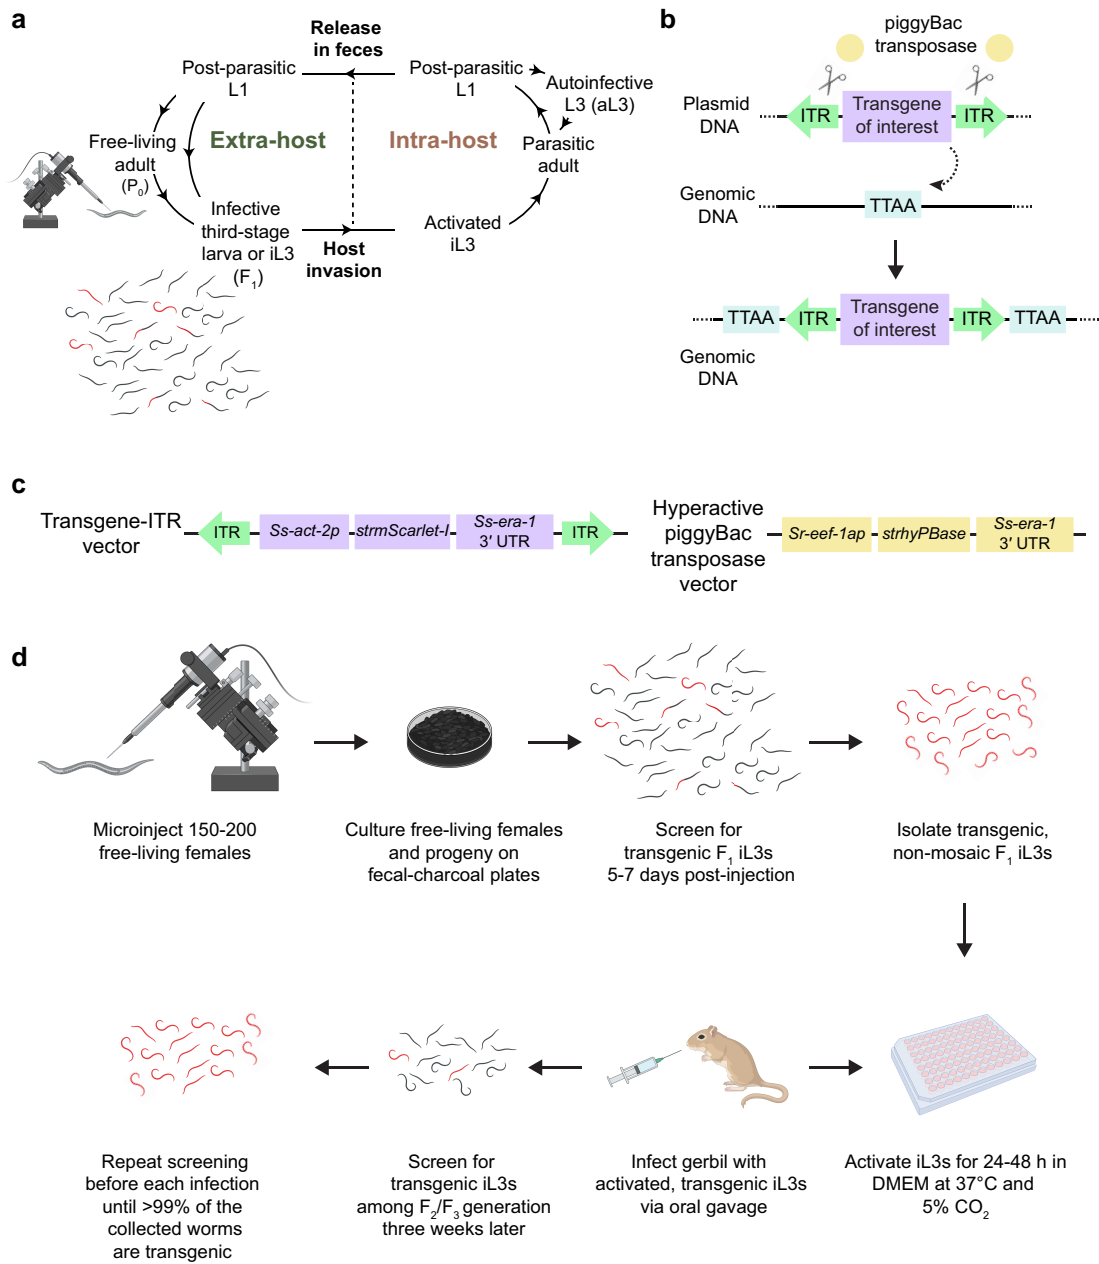 a
Release
in feces
Post-parasitic
L1
Post-parasitic
L1
Autoinfective
L3 (aL3)
Free-living
adult
(P0)
Extra-host
Intra-host
Parasitic
adult
Infective
third-stage
larva or iL3
(F1)
Host
invasion
Activated
iL3
b
piggyBac
transposase
Plasmid
DNA
ITR
Transgene
of interest
ITR
Genomic
DNA
TTAA
TTAA
ITR
Transgene
of interest
ITR
TTAA
Genomic
DNA
c
Transgene-ITR
vector
ITR
Ss-act-2p
strmScarlet-I
Ss-era-1
3′ UTR
ITR
Hyperactive
piggyBac
transposase
vector
Sr-eef-1ap
strhyPBase
Ss-era-1
3′ UTR
d
Microinject 150-200
free-living females
Culture free-living females
and progeny on
fecal-charcoal plates
Screen for
transgenic F1 iL3s
5-7 days post-injection
Isolate transgenic,
non-mosaic F1 iL3s
Repeat screening
before each infection
until >99% of the
collected worms
are transgenic
Screen for
transgenic iL3s
among F2/F3 generation
three weeks later
Infect gerbil with
activated, transgenic iL3s
via oral gavage
Activate iL3s for 24-48 h in
DMEM at 37°C and
5% CO2